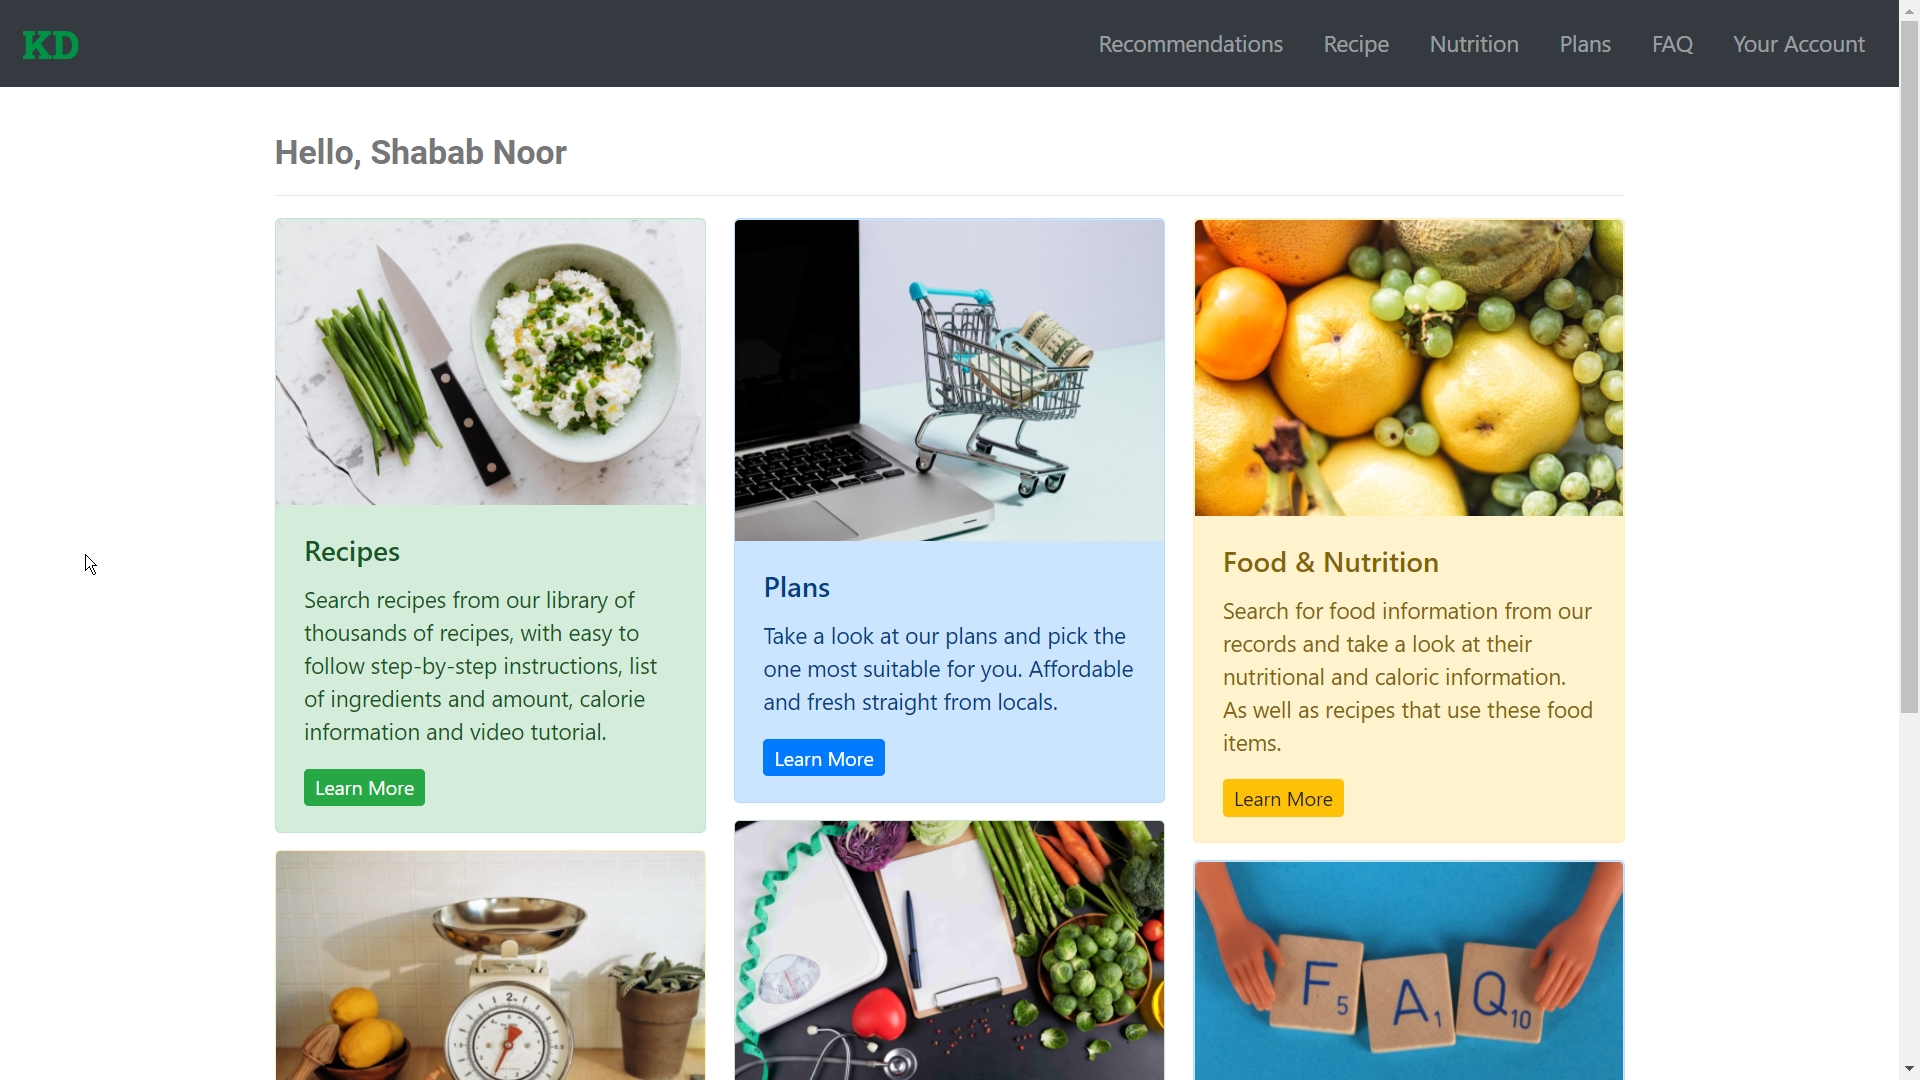 KD
Recommendations
Recipe
Nutrition
Plans
FAQ
Your Account
Hello, Shabab Noor
Recipes
Search recipes from our library of
thousands of recipes, with easy to
follow step-by-step instructions, list
of ingredients and amount, calorie
information and video tutorial.
Learn More
Plans
Take a look at our plans and pick the
one most suitable for you. Affordable
and fresh straight from locals.
Learn More
Food & Nutrition
Search for food information from our
records and take a look at their
nutritional and caloric information.
As well as recipes that use these food
items.
Learn More
F5 A1 Q10